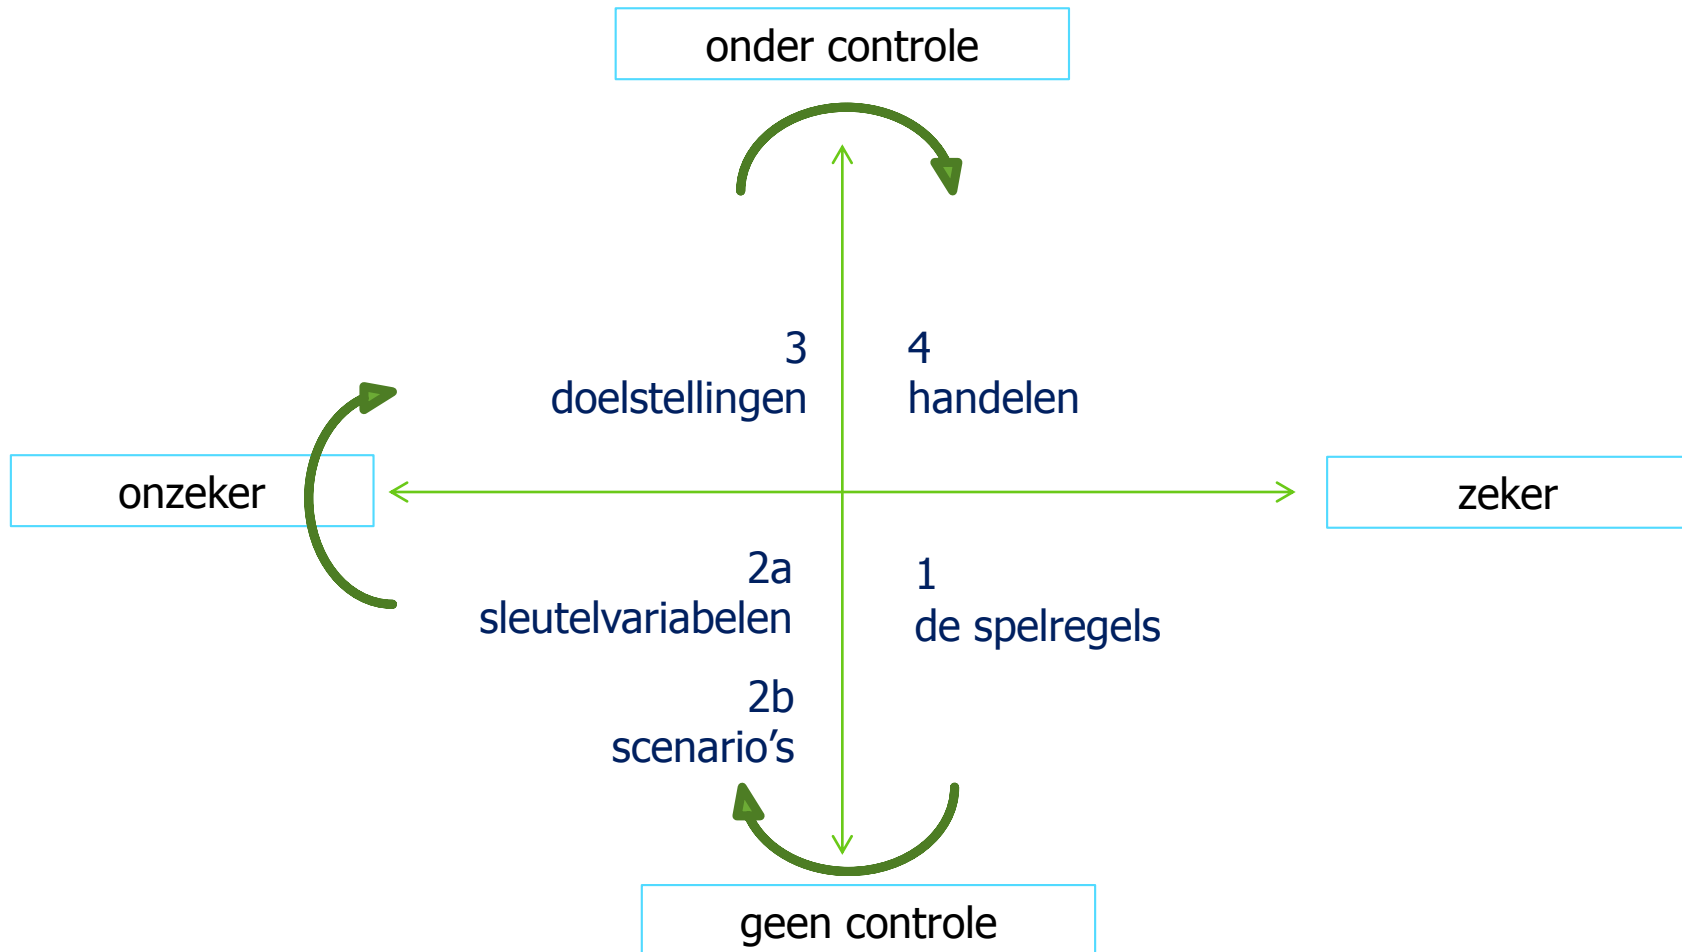 onder controle
3
doelstellingen
4
handelen
onzeker
zeker
2a
sleutelvariabelen
1
de spelregels
2b
scenario’s
geen controle